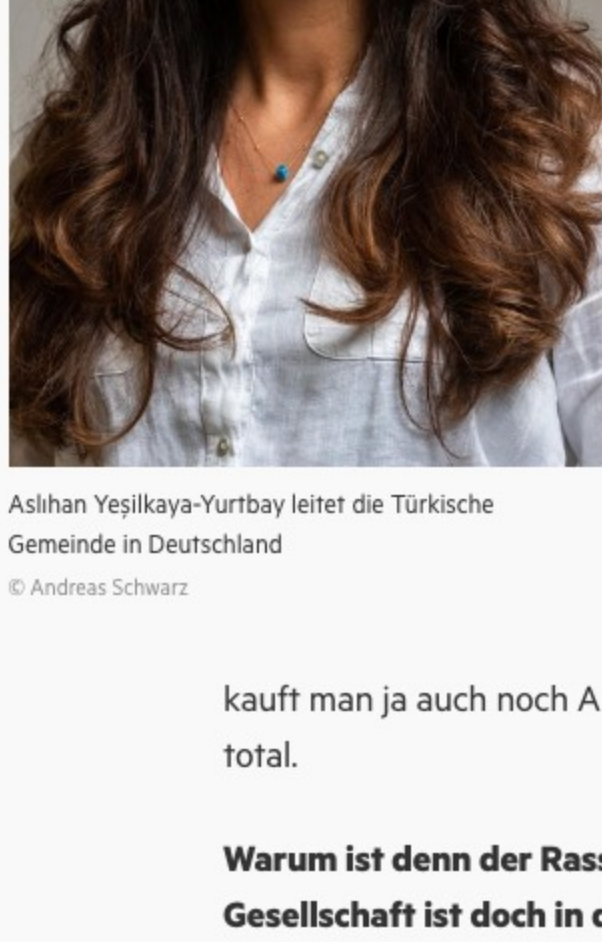 Aslıhan Yeşilkaya-Yurtbay leitet die Türkische
Gemeinde in Deutschland
© Andreas Schwarz
kauft man ja auch noch A
total.
Warum ist denn der Rass
Gesellschaft ist doch in d